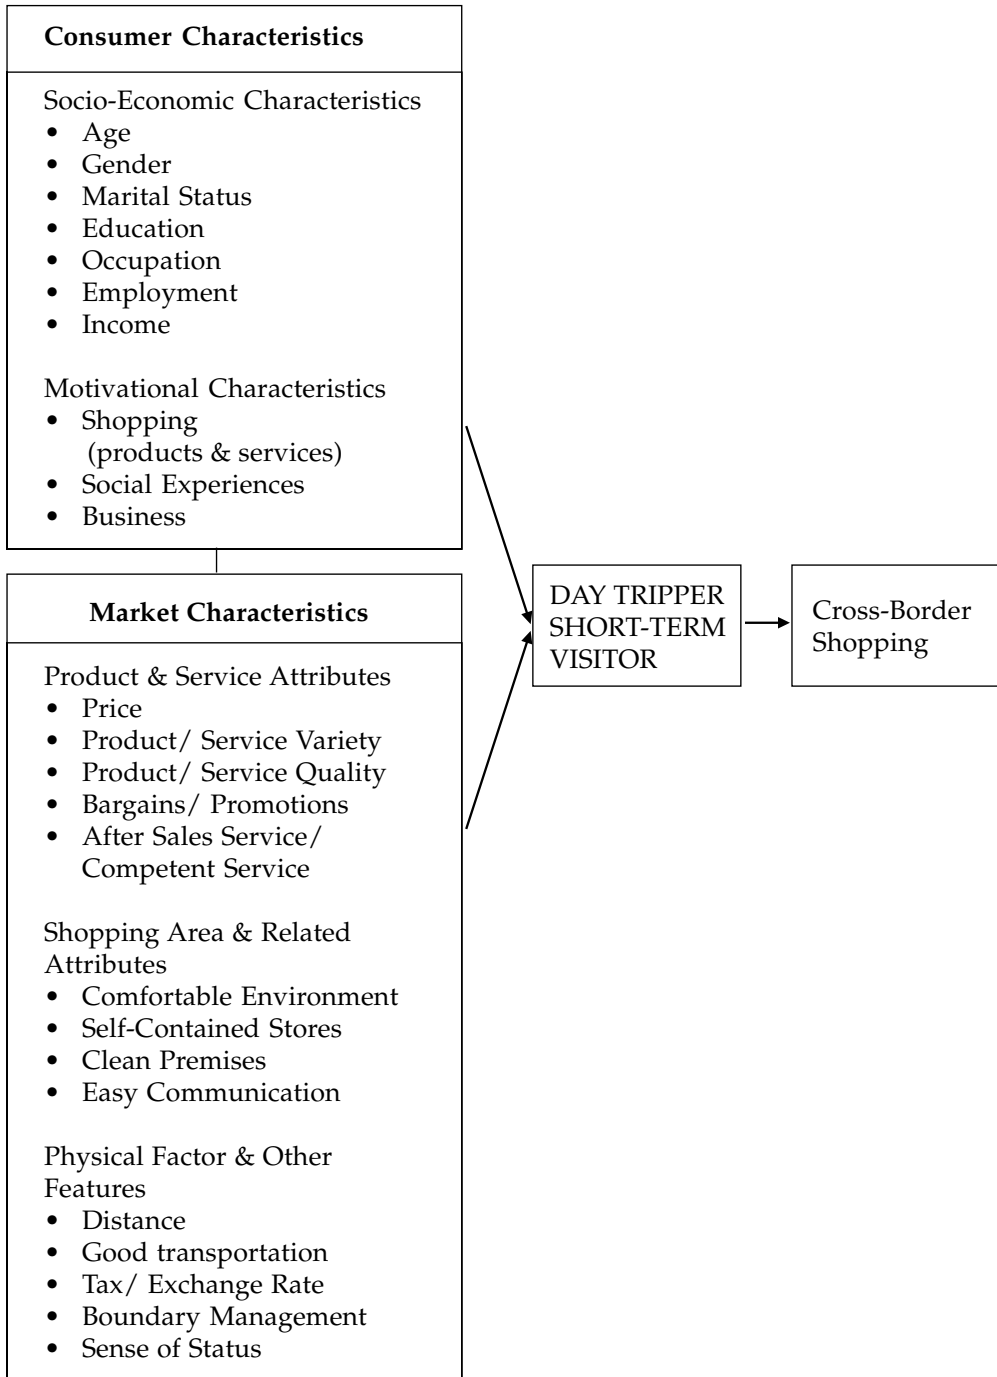 Consumer Characteristics
Socio-Economic Characteristics
• Age
• Gender
• Marital Status
• Education
• Occupation
• Employment
• Income
Motivational Characteristics
• Shopping
(products & services)
• Social Experiences
• Business
Market Characteristics
Product & Service Attributes
• Price
• Product/ Service Variety
• Product/ Service Quality
• Bargains/ Promotions
• After Sales Service/
Competent Service
Shopping Area & Related
Attributes
• Comfortable Environment
• Self-Contained Stores
• Clean Premises
• Easy Communication
Physical Factor & Other
Features
• Distance
• Good transportation
• Tax/ Exchange Rate
• Boundary Management
• Sense of Status
DAY TRIPPER
SHORT-TERM
VISITOR
Cross-Border
Shopping